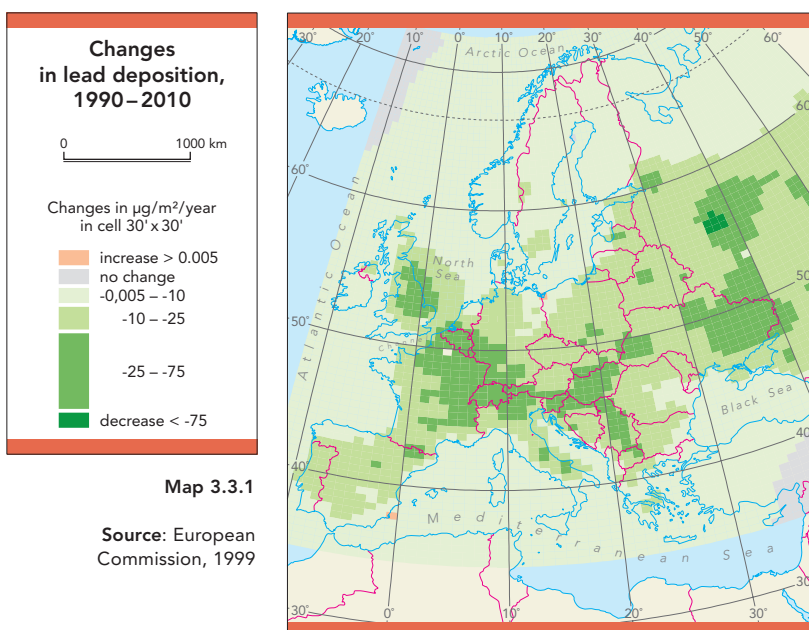 Changes
in lead deposition,
1990–2010
0 1000 km
Changes in µg/m²/year
in cell 30' x 30'
increase > 0.005
no change
-0,005 – -10
-10 – -25
-25 – -75
decrease < -75
Map 3.3.1
Source: European
Commission, 1999
30° 20° 10° 0° 10° 20° 30° 40° 50° 60°
Arctic Ocean
60°
60°
Atlantic Ocean
North
Sea
50°
50°
Channel
Black Sea
40°
40°
Mediterranean Sea
30° 0° 10° 20° 30° 30°